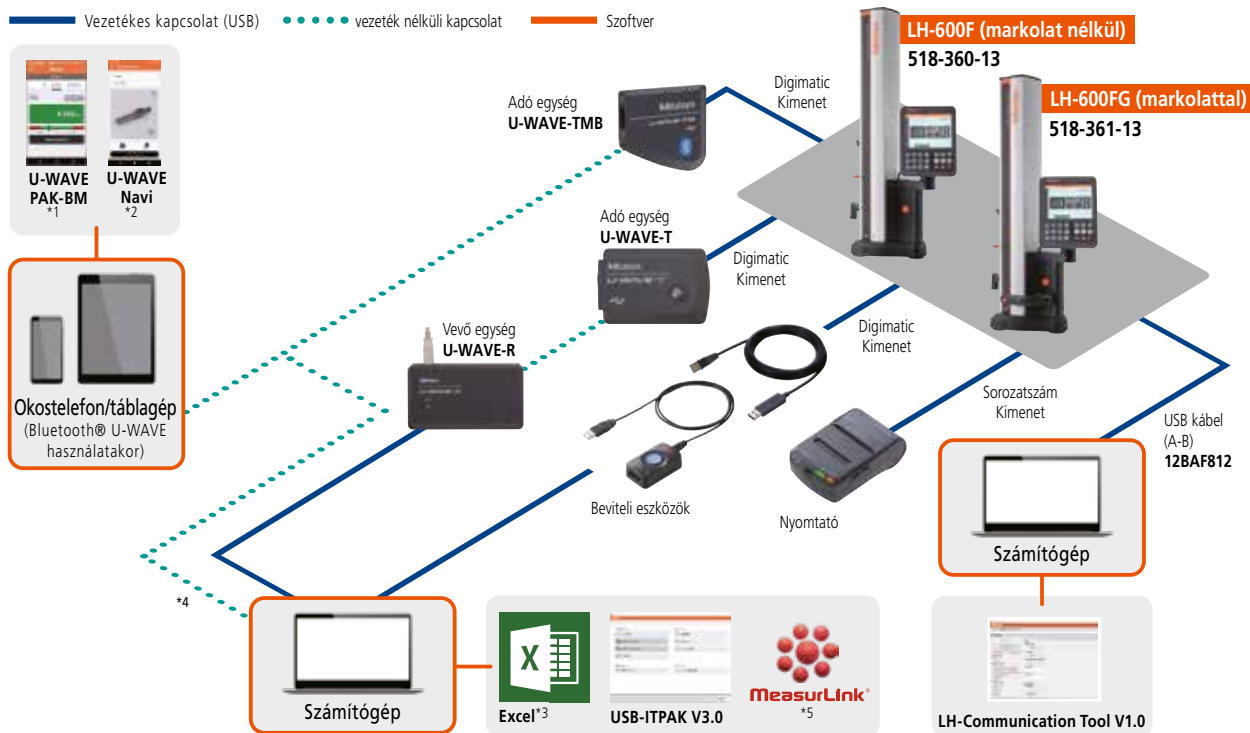 Vezetékes kapcsolat (USB)
vezeték nélküli kapcsolat
Szoftver
LH-600F (markolat nélkül)
518-360-13
LH-600FG (markolattal)
518-361-13
U-WAVE
PAK-BM
*1
U-WAVE
Navi
*2
Adó egység
U-WAVE-TMB
Mitutoyo
Digimatic
Kimenet
Adó egység
U-WAVE-T
Mitutoyo
Digimatic
Kimenet
Okostelefon/táblagép
(Bluetooth® U-WAVE
használatakor)
Vevő egység
U-WAVE-R
Digimatic
Kimenet
Sorozatszám
Kimenet
USB kábel
(A-B)
12BAF812
Beviteli eszközök
Nyomtató
Számítógép
*4
Számítógép
X
Excel*3
USB-ITPAK V3.0
MeasurLink®
*5
LH-Communication Tool V1.0